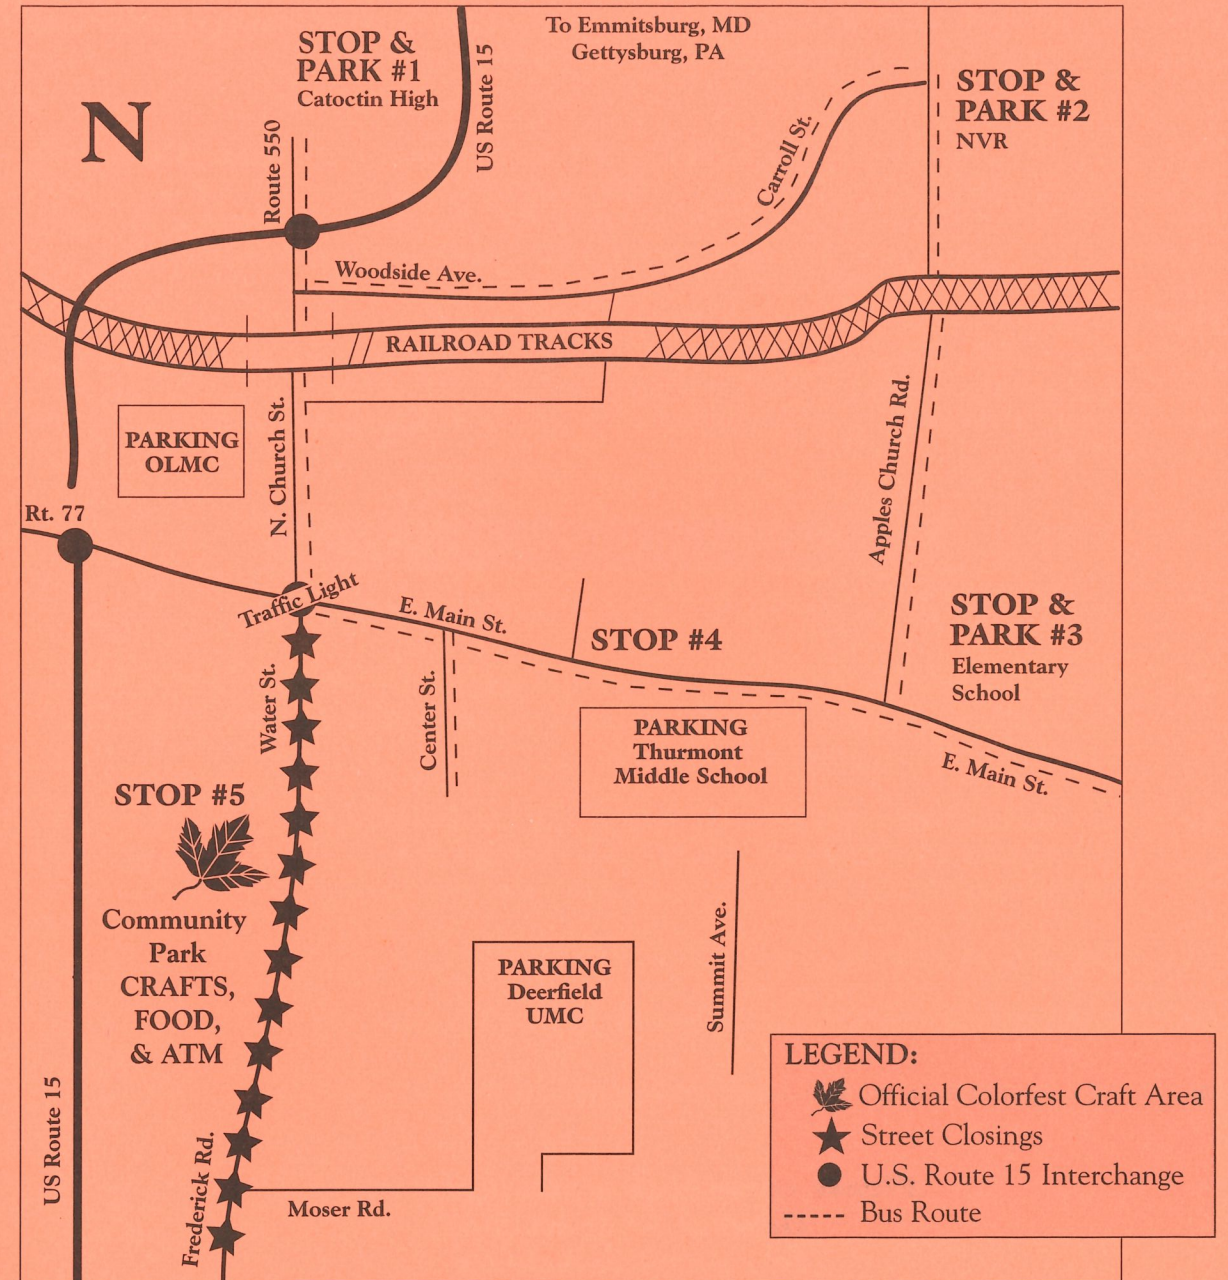 To Emmitsburg, MD
Gettysburg, PA
STOP &
PARK #1
Catoctin High
US Route 15
N
Route 550
Carroll St.
STOP &
PARK #2
NVR
Woodside Ave.
RAILROAD TRACKS
PARKING
OLMC
N. Church St.
Apples Church Rd.
Rt. 77
Traffic Light
E. Main St.
STOP #4
STOP &
PARK #3
Elementary
School
Water St.
Center St.
PARKING
Thurmont
Middle School
E. Main St.
STOP #5
Community
Park
CRAFTS,
FOOD,
& ATM
PARKING
Deerfield
UMC
Summit Ave.
US Route 15
Frederick Rd.
Moser Rd.
LEGEND:
Official Colorfest Craft Area
Street Closings
U.S. Route 15 Interchange
Bus Route